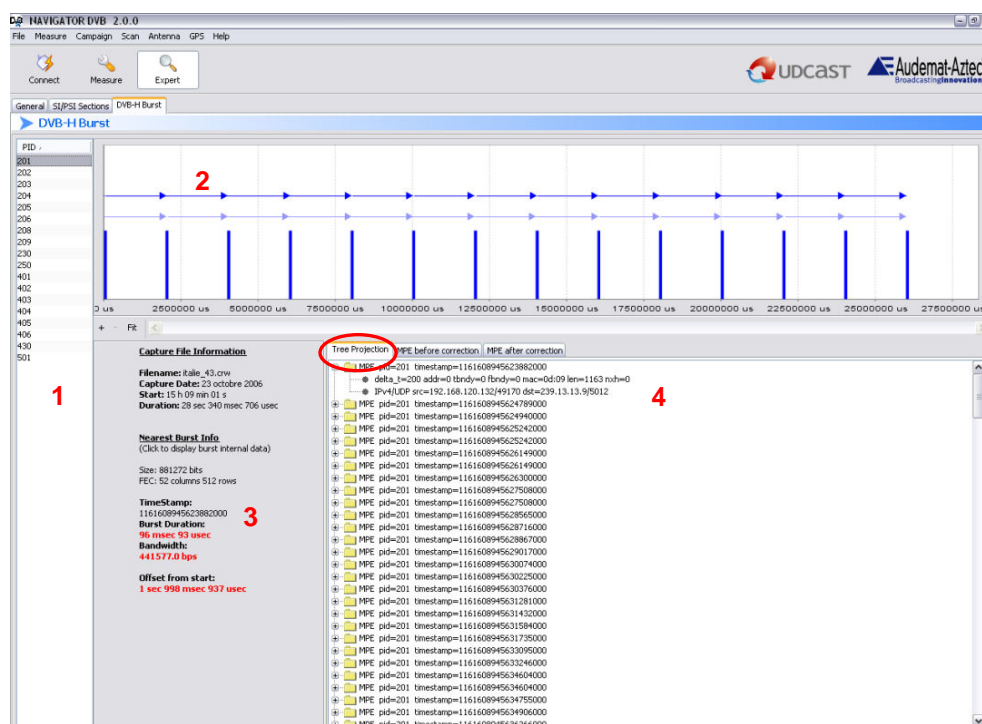 NAVIGATOR DVB 2.0.0
File Measure Campaign Scan Antenna GPS Help
Connect Measure Expert
UDCAST Audemat-Aztec
BroadcastingInnovation
General SI/PSI Sections DVB-H Burst
DVB-H Burst
PID
201
202
203
204
205
206
208
209
230
250
401
402
403
404
405
406
430
501
1
2
0 us 2500000 us 5000000 us 7500000 us 10000000 us 12500000 us 15000000 us 17500000 us 20000000 us 22500000 us 25000000 us 27500000 us
+ - Fit
Capture File Information
Filename: italie_43.crw
Capture Date: 23 octobre 2006
Start: 15 h 09 min 01 s
Duration: 28 sec 340 msec 706 usec
Nearest Burst Info
(Click to display burst internal data)
Size: 881272 bits
FEC: 52 columns 512 rows
TimeStamp:
1161608945623882000
Burst Duration:
96 msec 93 usec
Bandwidth:
441577.0 bps
Offset from start:
1 sec 998 msec 937 usec
3
Tree Projection MPE before correction MPE after correction
MPE pid=201 timestamp=1161608945623882000
delta_t=200 addr=0 tbndy=0 fbndy=0 mac=0d:09 len=1163 nxh=0
IPv4/UDP src=192.168.120.132/49170 dst=239.13.13.9/5012
4
MPE pid=201 timestamp=1161608945624789000
MPE pid=201 timestamp=1161608945624940000
MPE pid=201 timestamp=1161608945625242000
MPE pid=201 timestamp=1161608945625242000
MPE pid=201 timestamp=1161608945626149000
MPE pid=201 timestamp=1161608945626149000
MPE pid=201 timestamp=1161608945626300000
MPE pid=201 timestamp=1161608945627508000
MPE pid=201 timestamp=1161608945627508000
MPE pid=201 timestamp=1161608945628565000
MPE pid=201 timestamp=1161608945628716000
MPE pid=201 timestamp=1161608945628867000
MPE pid=201 timestamp=1161608945629017000
MPE pid=201 timestamp=1161608945630074000
MPE pid=201 timestamp=1161608945630225000
MPE pid=201 timestamp=1161608945630376000
MPE pid=201 timestamp=1161608945631281000
MPE pid=201 timestamp=1161608945631432000
MPE pid=201 timestamp=1161608945631584000
MPE pid=201 timestamp=1161608945631735000
MPE pid=201 timestamp=1161608945633095000
MPE pid=201 timestamp=1161608945633246000
MPE pid=201 timestamp=1161608945634604000
MPE pid=201 timestamp=1161608945634604000
MPE pid=201 timestamp=1161608945634755000
MPE pid=201 timestamp=1161608945634906000